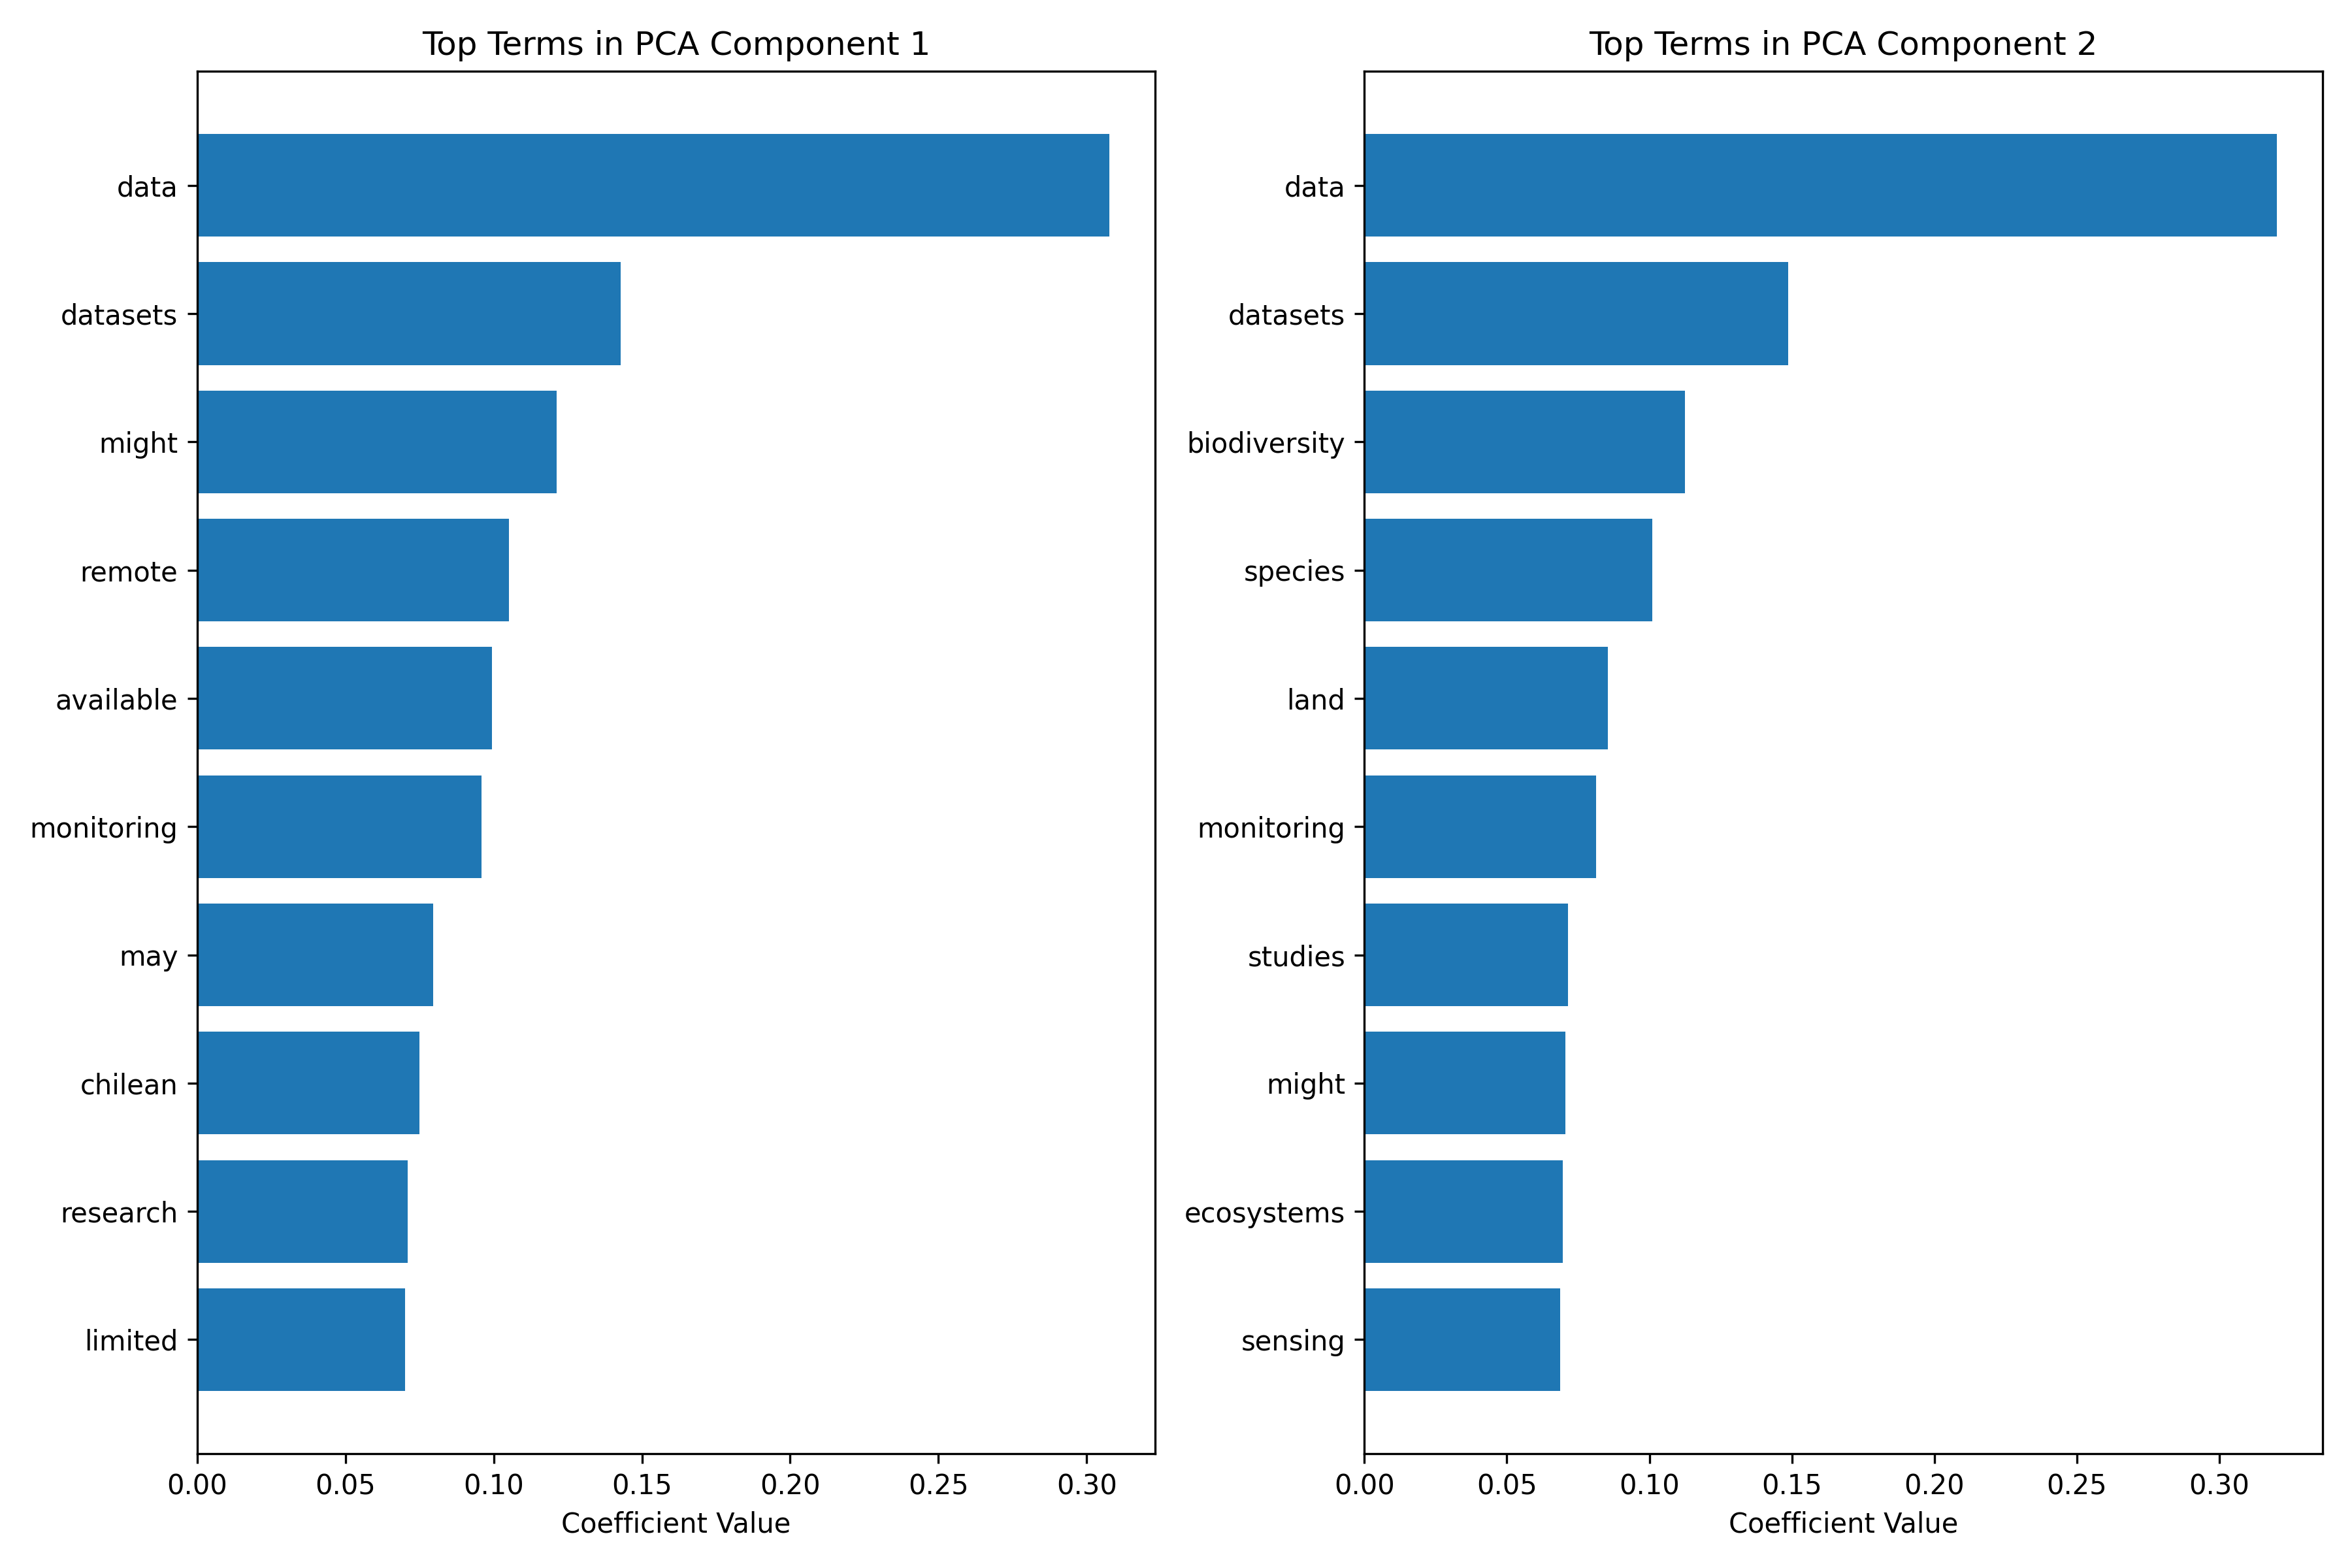 Top Terms in PCA Component 1
data
datasets
might
remote
available
monitoring
may
chilean
research
limited
0.00 0.05 0.10 0.15 0.20 0.25 0.30
Coefficient Value
Top Terms in PCA Component 2
data
datasets
biodiversity
species
land
monitoring
studies
might
ecosystems
sensing
0.00 0.05 0.10 0.15 0.20 0.25 0.30
Coefficient Value